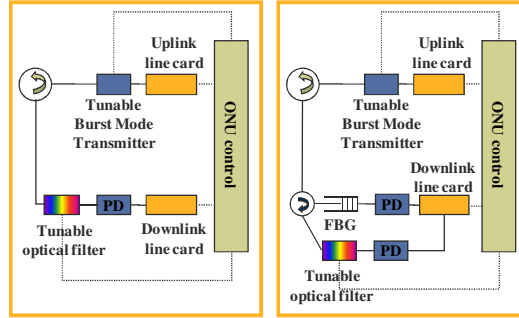 Uplink
line card
Tunable
Burst Mode
Transmitter
ONU control
PD
Tunable
optical filter
Downlink
line card
Uplink
line card
Tunable
Burst Mode
Transmitter
ONU control
Downlink
line card
PD
FBG
PD
Tunable
optical filter